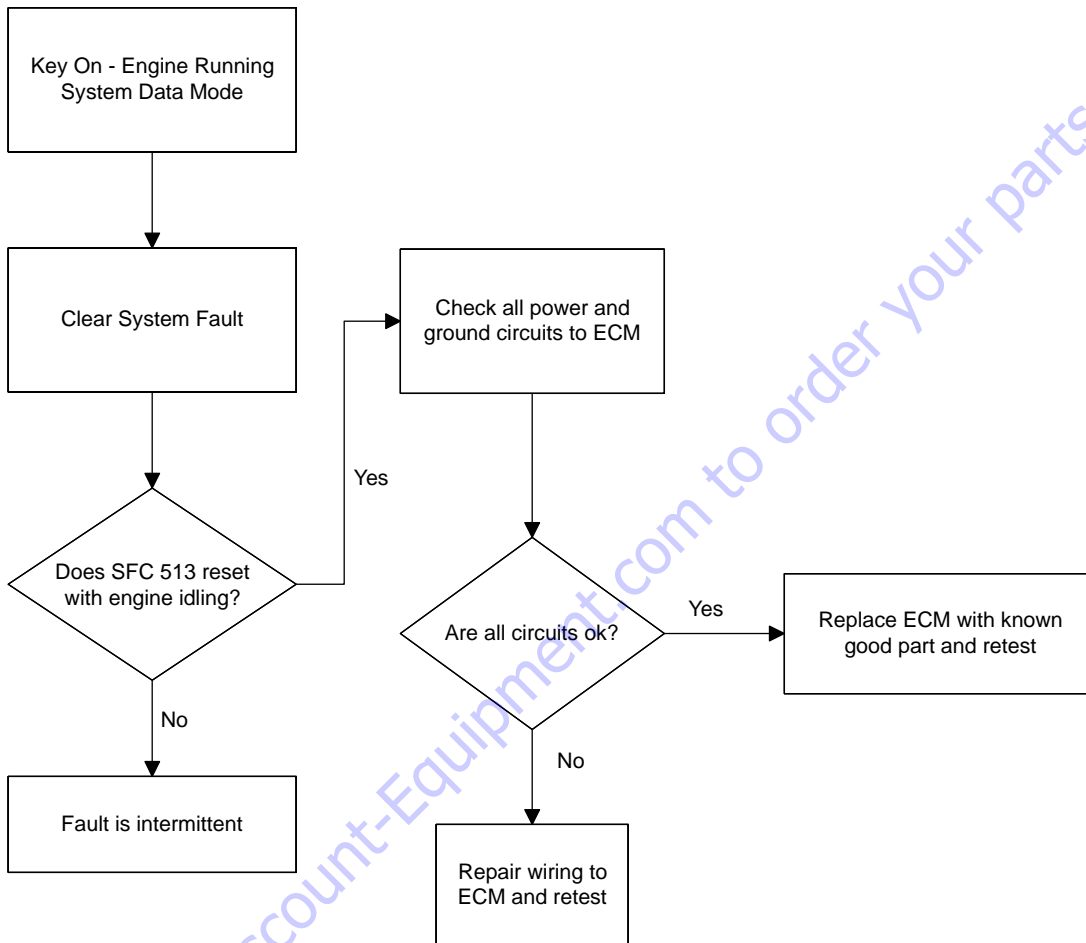 Key On - Engine Running
System Data Mode
Clear System Fault
Check all power and
ground circuits to ECM
Yes
Does SFC 513 reset
with engine idling?
Are all circuits ok?
Yes
Replace ECM with known
good part and retest
No
No
Fault is intermittent
Repair wiring to
ECM and retest
count-Equipment.com to order your parts